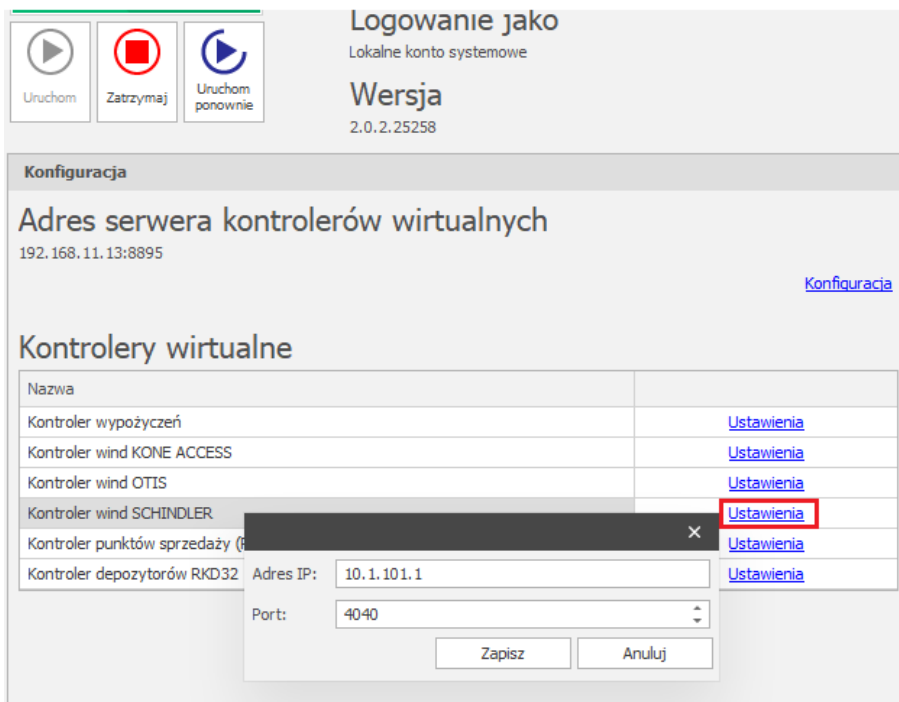 Logowanie jako
Lokalne konto systemowe
Uruchom
Zatrzymaj
Uruchom
ponownie
Wersja
2.0.2.25258
Konfiguracja
Adres serwera kontrolerów wirtualnych
192.168.11.13:8895
Konfiguracja
Kontrolery wirtualne
Nazwa
Kontroler wypożyczeń Ustawienia
Kontroler wind KONE ACCESS Ustawienia
Kontroler wind OTIS Ustawienia
Kontroler wind SCHINDLER Ustawienia
Kontroler punktów sprzedaży Ustawienia
Kontroler depozytorów RKD32 Ustawienia
Adres IP: 10.1.101.1
Port: 4040
Zapisz Anuluj